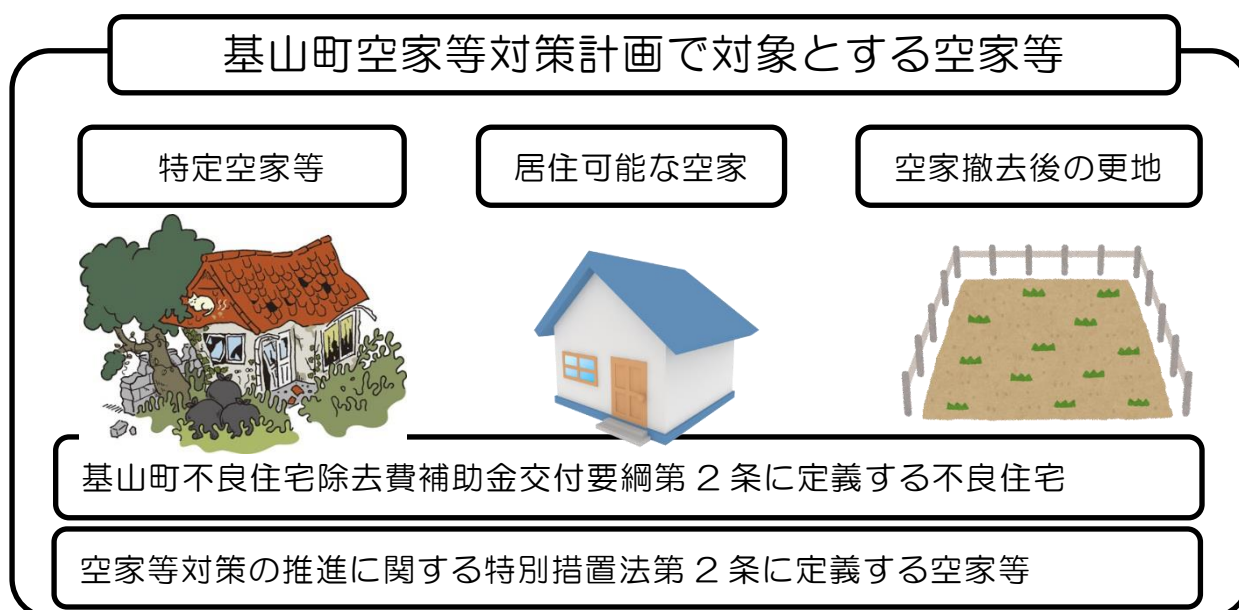 基山町空家等対策計画で対象とする空家等
特定空家等
居住可能な空家
空家撤去後の更地
基山町不良住宅除去費補助金交付要綱第２条に定義する不良住宅
空家等対策の推進に関する特別措置法第２条に定義する空家等